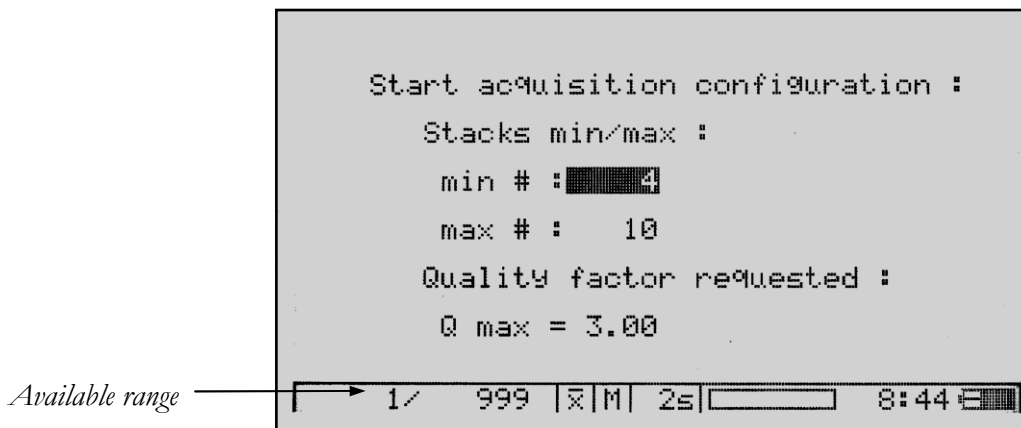 Start acquisition configuration :
Stacks min/max :
min # : 4
max # : 10
Quality factor requested :
Q max = 3.00
Available range
1/ 999 |x̅|M| 2s| 8:44